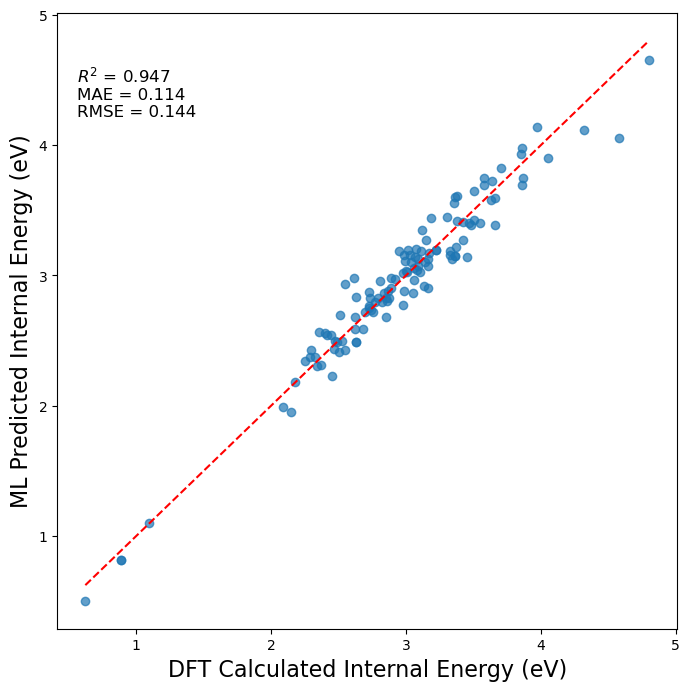 R² = 0.947
MAE = 0.114
RMSE = 0.144
ML Predicted Internal Energy (eV)
5
4
3
2
1
1 2 3 4 5
DFT Calculated Internal Energy (eV)